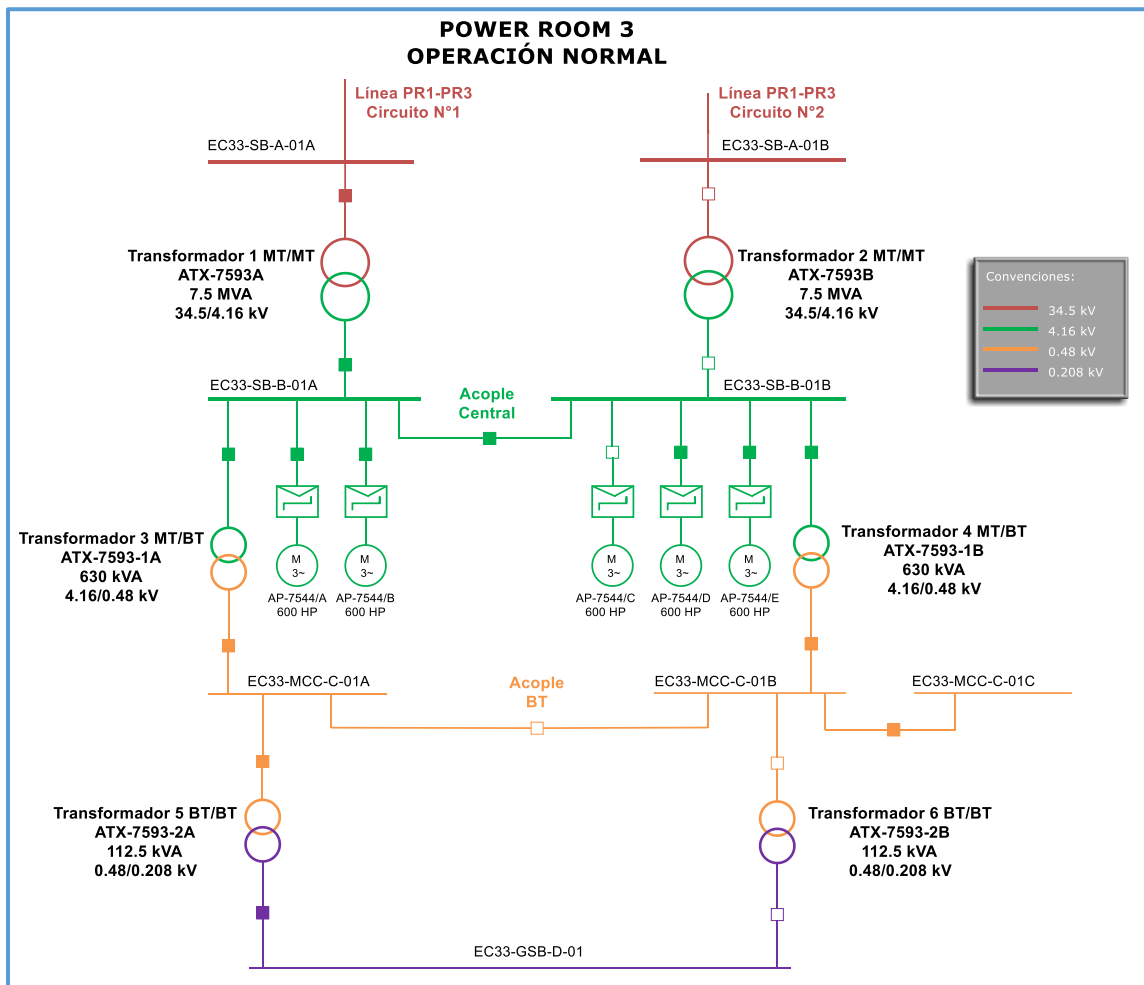 POWER ROOM 3
OPERACIÓN NORMAL
Línea PR1-PR3
Circuito N°1
Línea PR1-PR3
Circuito N°2
EC33-SB-A-01A
EC33-SB-A-01B
Transformador 1 MT/MT
ATX-7593A
7.5 MVA
34.5/4.16 kV
Transformador 2 MT/MT
ATX-7593B
7.5 MVA
34.5/4.16 kV
Convenciones:
34.5 kV
4.16 kV
0.48 kV
0.208 kV
EC33-SB-B-01A
Acople
Central
EC33-SB-B-01B
Transformador 3 MT/BT
ATX-7593-1A
630 kVA
4.16/0.48 kV
M
3~
AP-7544/A
600 HP
M
3~
AP-7544/B
600 HP
M
3~
AP-7544/C
600 HP
M
3~
AP-7544/D
600 HP
M
3~
AP-7544/E
600 HP
Transformador 4 MT/BT
ATX-7593-1B
630 kVA
4.16/0.48 kV
EC33-MCC-C-01A
Acople
BT
EC33-MCC-C-01B
EC33-MCC-C-01C
Transformador 5 BT/BT
ATX-7593-2A
112.5 kVA
0.48/0.208 kV
Transformador 6 BT/BT
ATX-7593-2B
112.5 kVA
0.48/0.208 kV
EC33-GSB-D-01